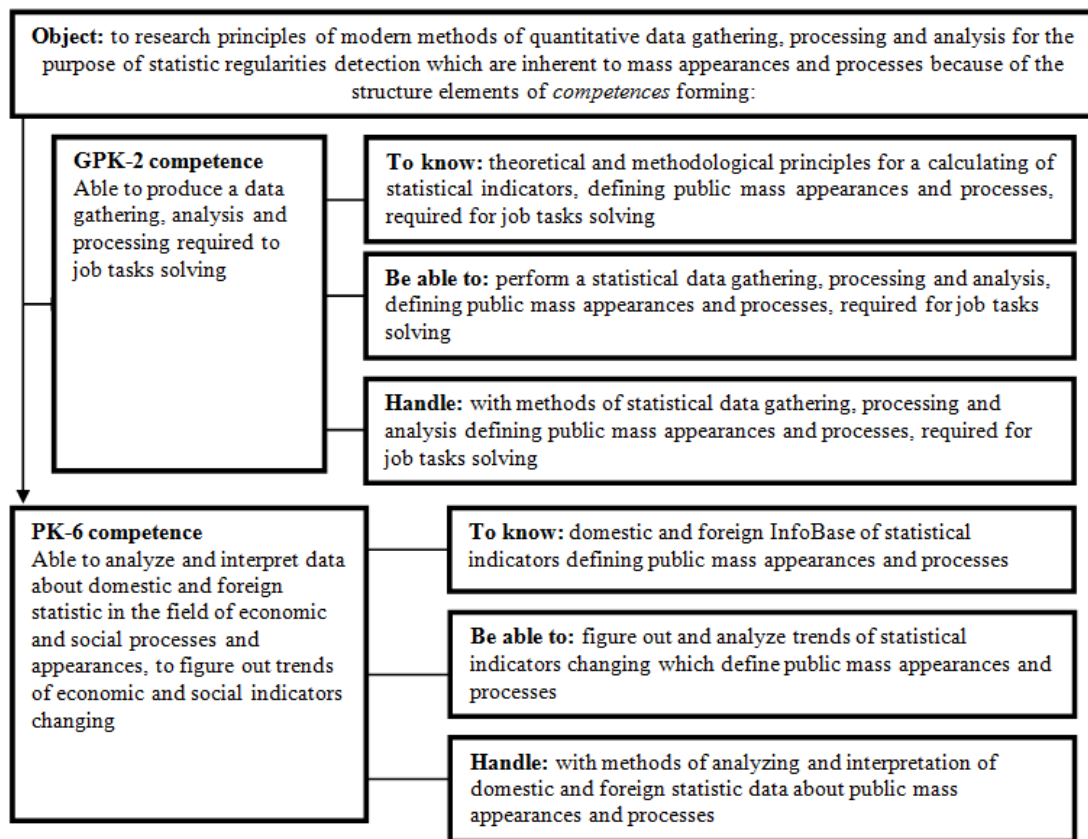 Object: to research principles of modern methods of quantitative data gathering, processing and analysis for the
purpose of statistic regularities detection which are inherent to mass appearances and processes because of the
structure elements of competences forming:
GPK-2 competence
Able to produce a data
gathering, analysis and
processing required to
job tasks solving
To know: theoretical and methodological principles for a calculating of
statistical indicators, defining public mass appearances and processes,
required for job tasks solving
Be able to: perform a statistical data gathering, processing and analysis,
defining public mass appearances and processes, required for job tasks
solving
Handle: with methods of statistical data gathering, processing and
analysis defining public mass appearances and processes, required for
job tasks solving
PK-6 competence
Able to analyze and interpret data
about domestic and foreign
statistic in the field of economic
and social processes and
appearances, to figure out trends
of economic and social indicators
changing
To know: domestic and foreign InfoBase of statistical
indicators defining public mass appearances and processes
Be able to: figure out and analyze trends of statistical
indicators changing which define public mass appearances and
processes
Handle: with methods of analyzing and interpretation of
domestic and foreign statistic data about public mass
appearances and processes